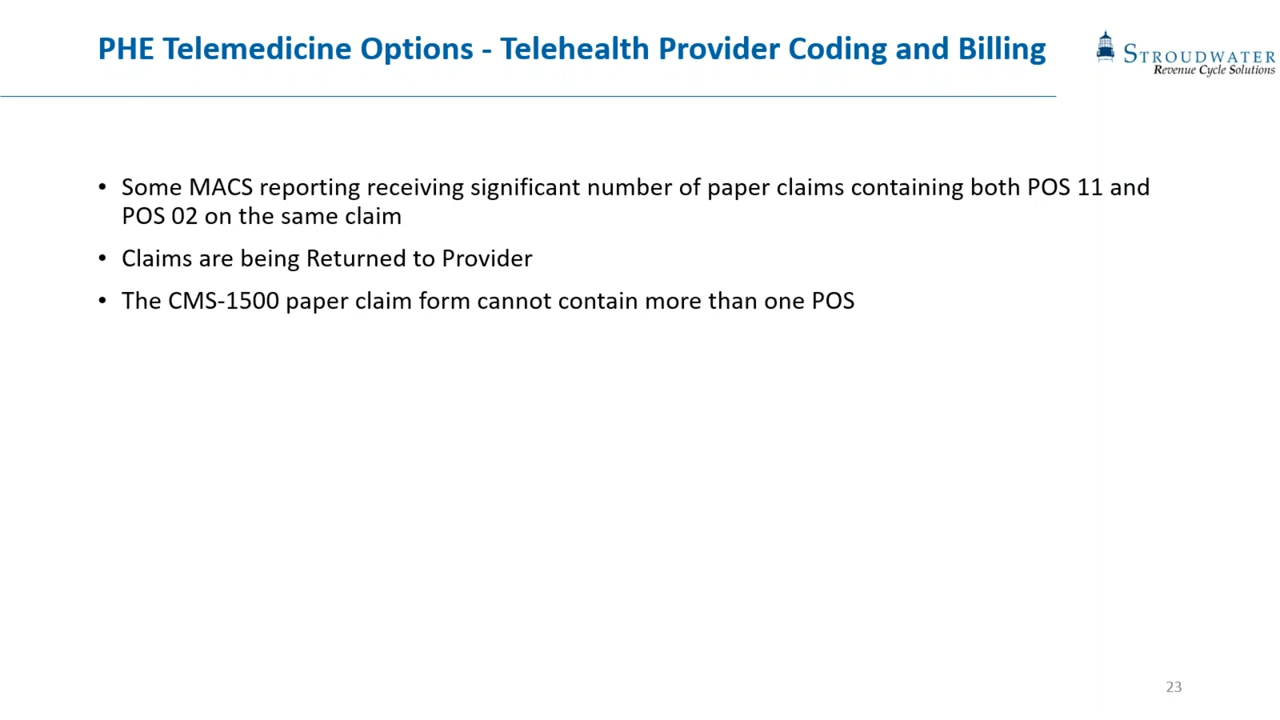 PHE Telemedicine Options - Telehealth Provider Coding and Billing
STROUDWATER
Revenue Cycle Solutions
• Some MACS reporting receiving significant number of paper claims containing both POS 11 and
POS 02 on the same claim
• Claims are being Returned to Provider
• The CMS-1500 paper claim form cannot contain more than one POS
23